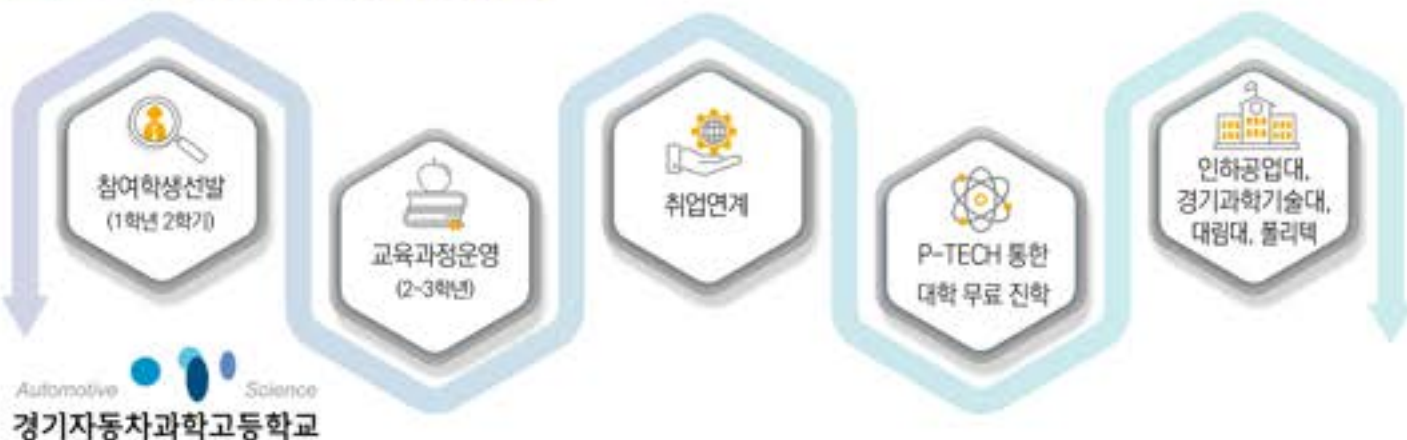 참여학생선발
(1학년 2학기)
교육과정운영
(2-3학년)
취업연계
P-TECH 통한
대학 무료 진학
인하공업대,
경기과학기술대,
대림대, 폴리텍
Automotive Science
경기자동차과학고등학교